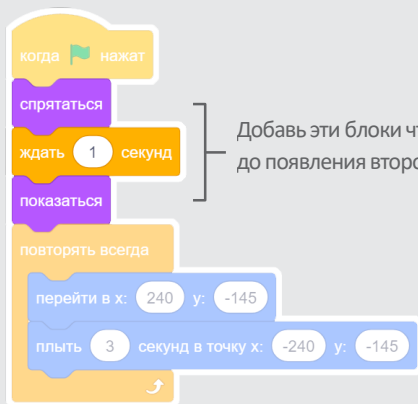 когда нажат
спрятаться
ждать 1 секунд
показаться
повторять всегда
перейти в x: 240 y: -145
плыть 3 секунд в точку x: -240 y: -145
Добавь эти блоки
до появления